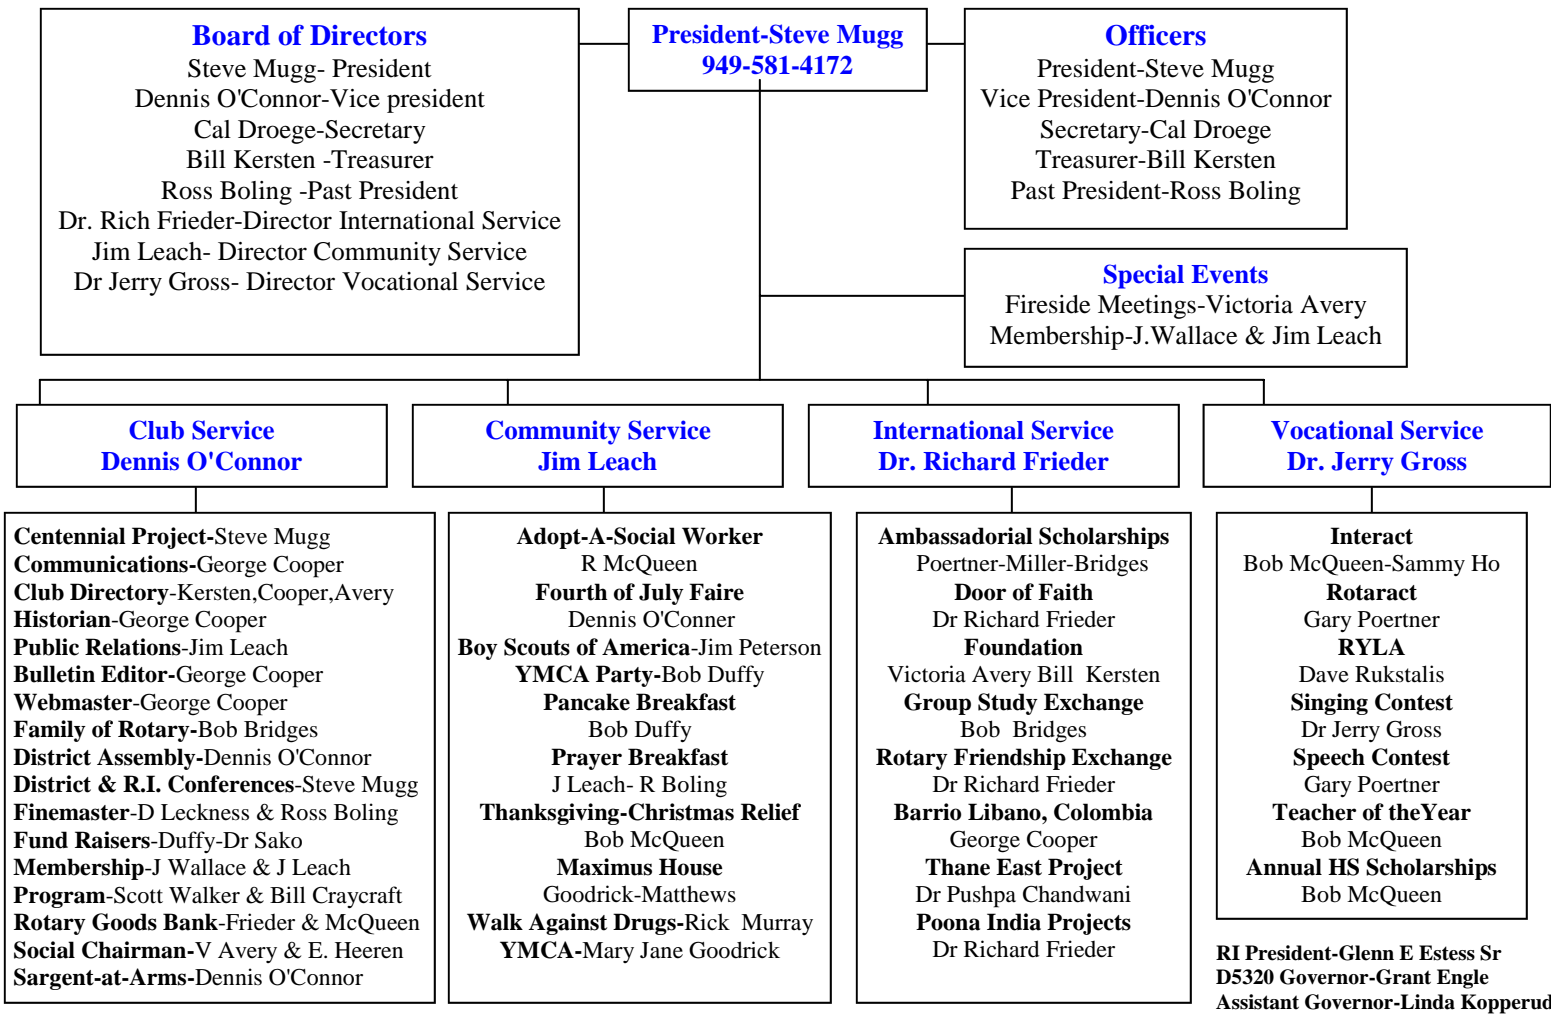 Board of Directors
Steve Mugg- President
Dennis O'Connor-Vice president
Cal Droege-Secretary
Bill Kersten -Treasurer
Ross Boling -Past President
Dr. Rich Frieder-Director International Service
Jim Leach- Director Community Service
Dr Jerry Gross- Director Vocational Service
President-Steve Mugg
949-581-4172
Officers
President-Steve Mugg
Vice President-Dennis O'Connor
Secretary-Cal Droege
Treasurer-Bill Kersten
Past President-Ross Boling
Special Events
Fireside Meetings-Victoria Avery
Membership-J.Wallace & Jim Leach
Club Service
Dennis O'Connor
Community Service
Jim Leach
International Service
Dr. Richard Frieder
Vocational Service
Dr. Jerry Gross
Centennial Project-Steve Mugg
Communications-George Cooper
Club Directory-Kersten,Cooper,Avery
Historian-George Cooper
Public Relations-Jim Leach
Bulletin Editor-George Cooper
Webmaster-George Cooper
Family of Rotary-Bob Bridges
District Assembly-Dennis O'Connor
District & R.I. Conferences-Steve Mugg
Finemaster-D Leckness & Ross Boling
Fund Raisers-Duffy-Dr Sako
Membership-J Wallace & J Leach
Program-Scott Walker & Bill Craycraft
Rotary Goods Bank-Frieder & McQueen
Social Chairman-V Avery & E. Heeren
Sargent-at-Arms-Dennis O'Connor
Adopt-A-Social Worker
R McQueen
Fourth of July Faire
Dennis O'Conner
Boy Scouts of America-Jim Peterson
YMCA Party-Bob Duffy
Pancake Breakfast
Bob Duffy
Prayer Breakfast
J Leach- R Boling
Thanksgiving-Christmas Relief
Bob McQueen
Maximus House
Goodrick-Matthews
Walk Against Drugs-Rick Murray
YMCA-Mary Jane Goodrick
Ambassadorial Scholarships
Poertner-Miller-Bridges
Door of Faith
Dr Richard Frieder
Foundation
Victoria Avery Bill Kersten
Group Study Exchange
Bob Bridges
Rotary Friendship Exchange
Dr Richard Frieder
Barrio Libano, Colombia
George Cooper
Thane East Project
Dr Pushpa Chandwani
Poona India Projects
Dr Richard Frieder
Interact
Bob McQueen-Sammy Ho
Rotaract
Gary Poertner
RYLA
Dave Rukstalis
Singing Contest
Dr Jerry Gross
Speech Contest
Gary Poertner
Teacher of theYear
Bob McQueen
Annual HS Scholarships
Bob McQueen
RI President-Glenn E Estess Sr
D5320 Governor-Grant Engle
Assistant Governor-Linda Kopperud